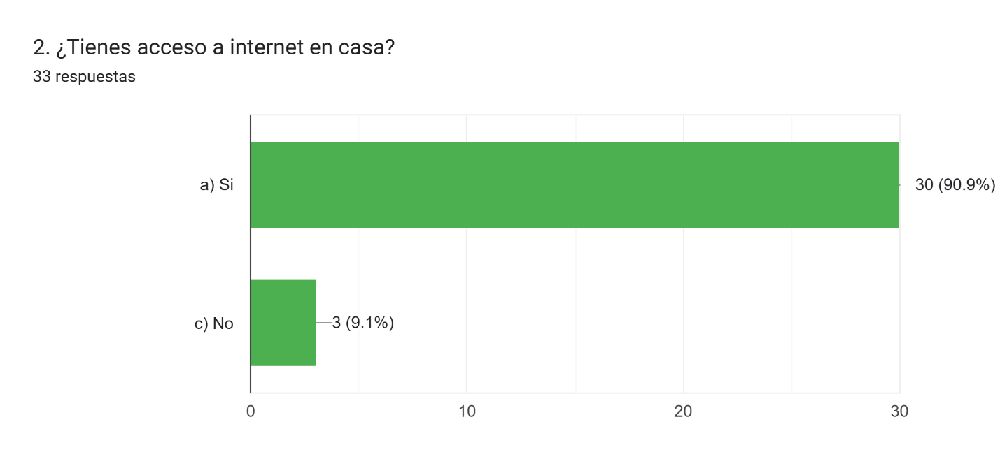 2. ¿Tienes acceso a internet en casa?
33 respuestas
a) Si
30 (90.9%)
c) No
3 (9.1%)
0
10
20
30